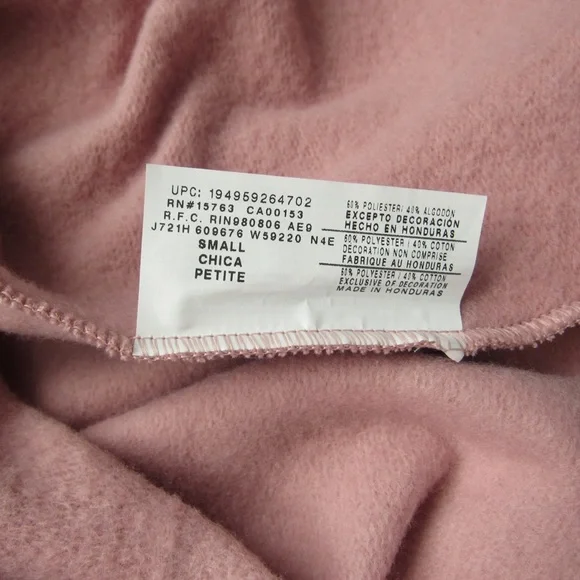 UPC: 194959264702
RN#15763 CA00153
R.F.C. RIN980806 AE9
J721H 609676 W59220 N4E
SMALL
CHICA
PETITE
60% POLIESTER/ 40% ALGODÓN
EXCEPTO DECORACIÓN
HECHO EN HONDURAS
60% POLYESTER / 40% COTON
DÉCORATION NON COMPRISE
FABRIQUÉ AU HONDURAS
60% POLYESTER / 40% COTTON
EXCLUSIVE OF DECORATION
MADE IN HONDURAS